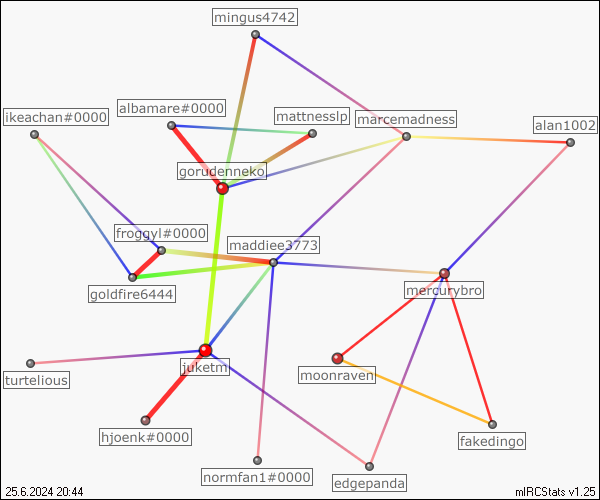 mingus4742
albamare#0000
ikeachan#0000
mattnesslp
marcemadness
alan1002
gorudenneko
froggyl#0000
maddiee3773
goldfire6444
mercurybro
juketm
turtelious
moonraven
hjoenk#0000
fakedingo
normfan1#0000
edgepanda
25.6.2024 20:44
mIRCStats v1.25